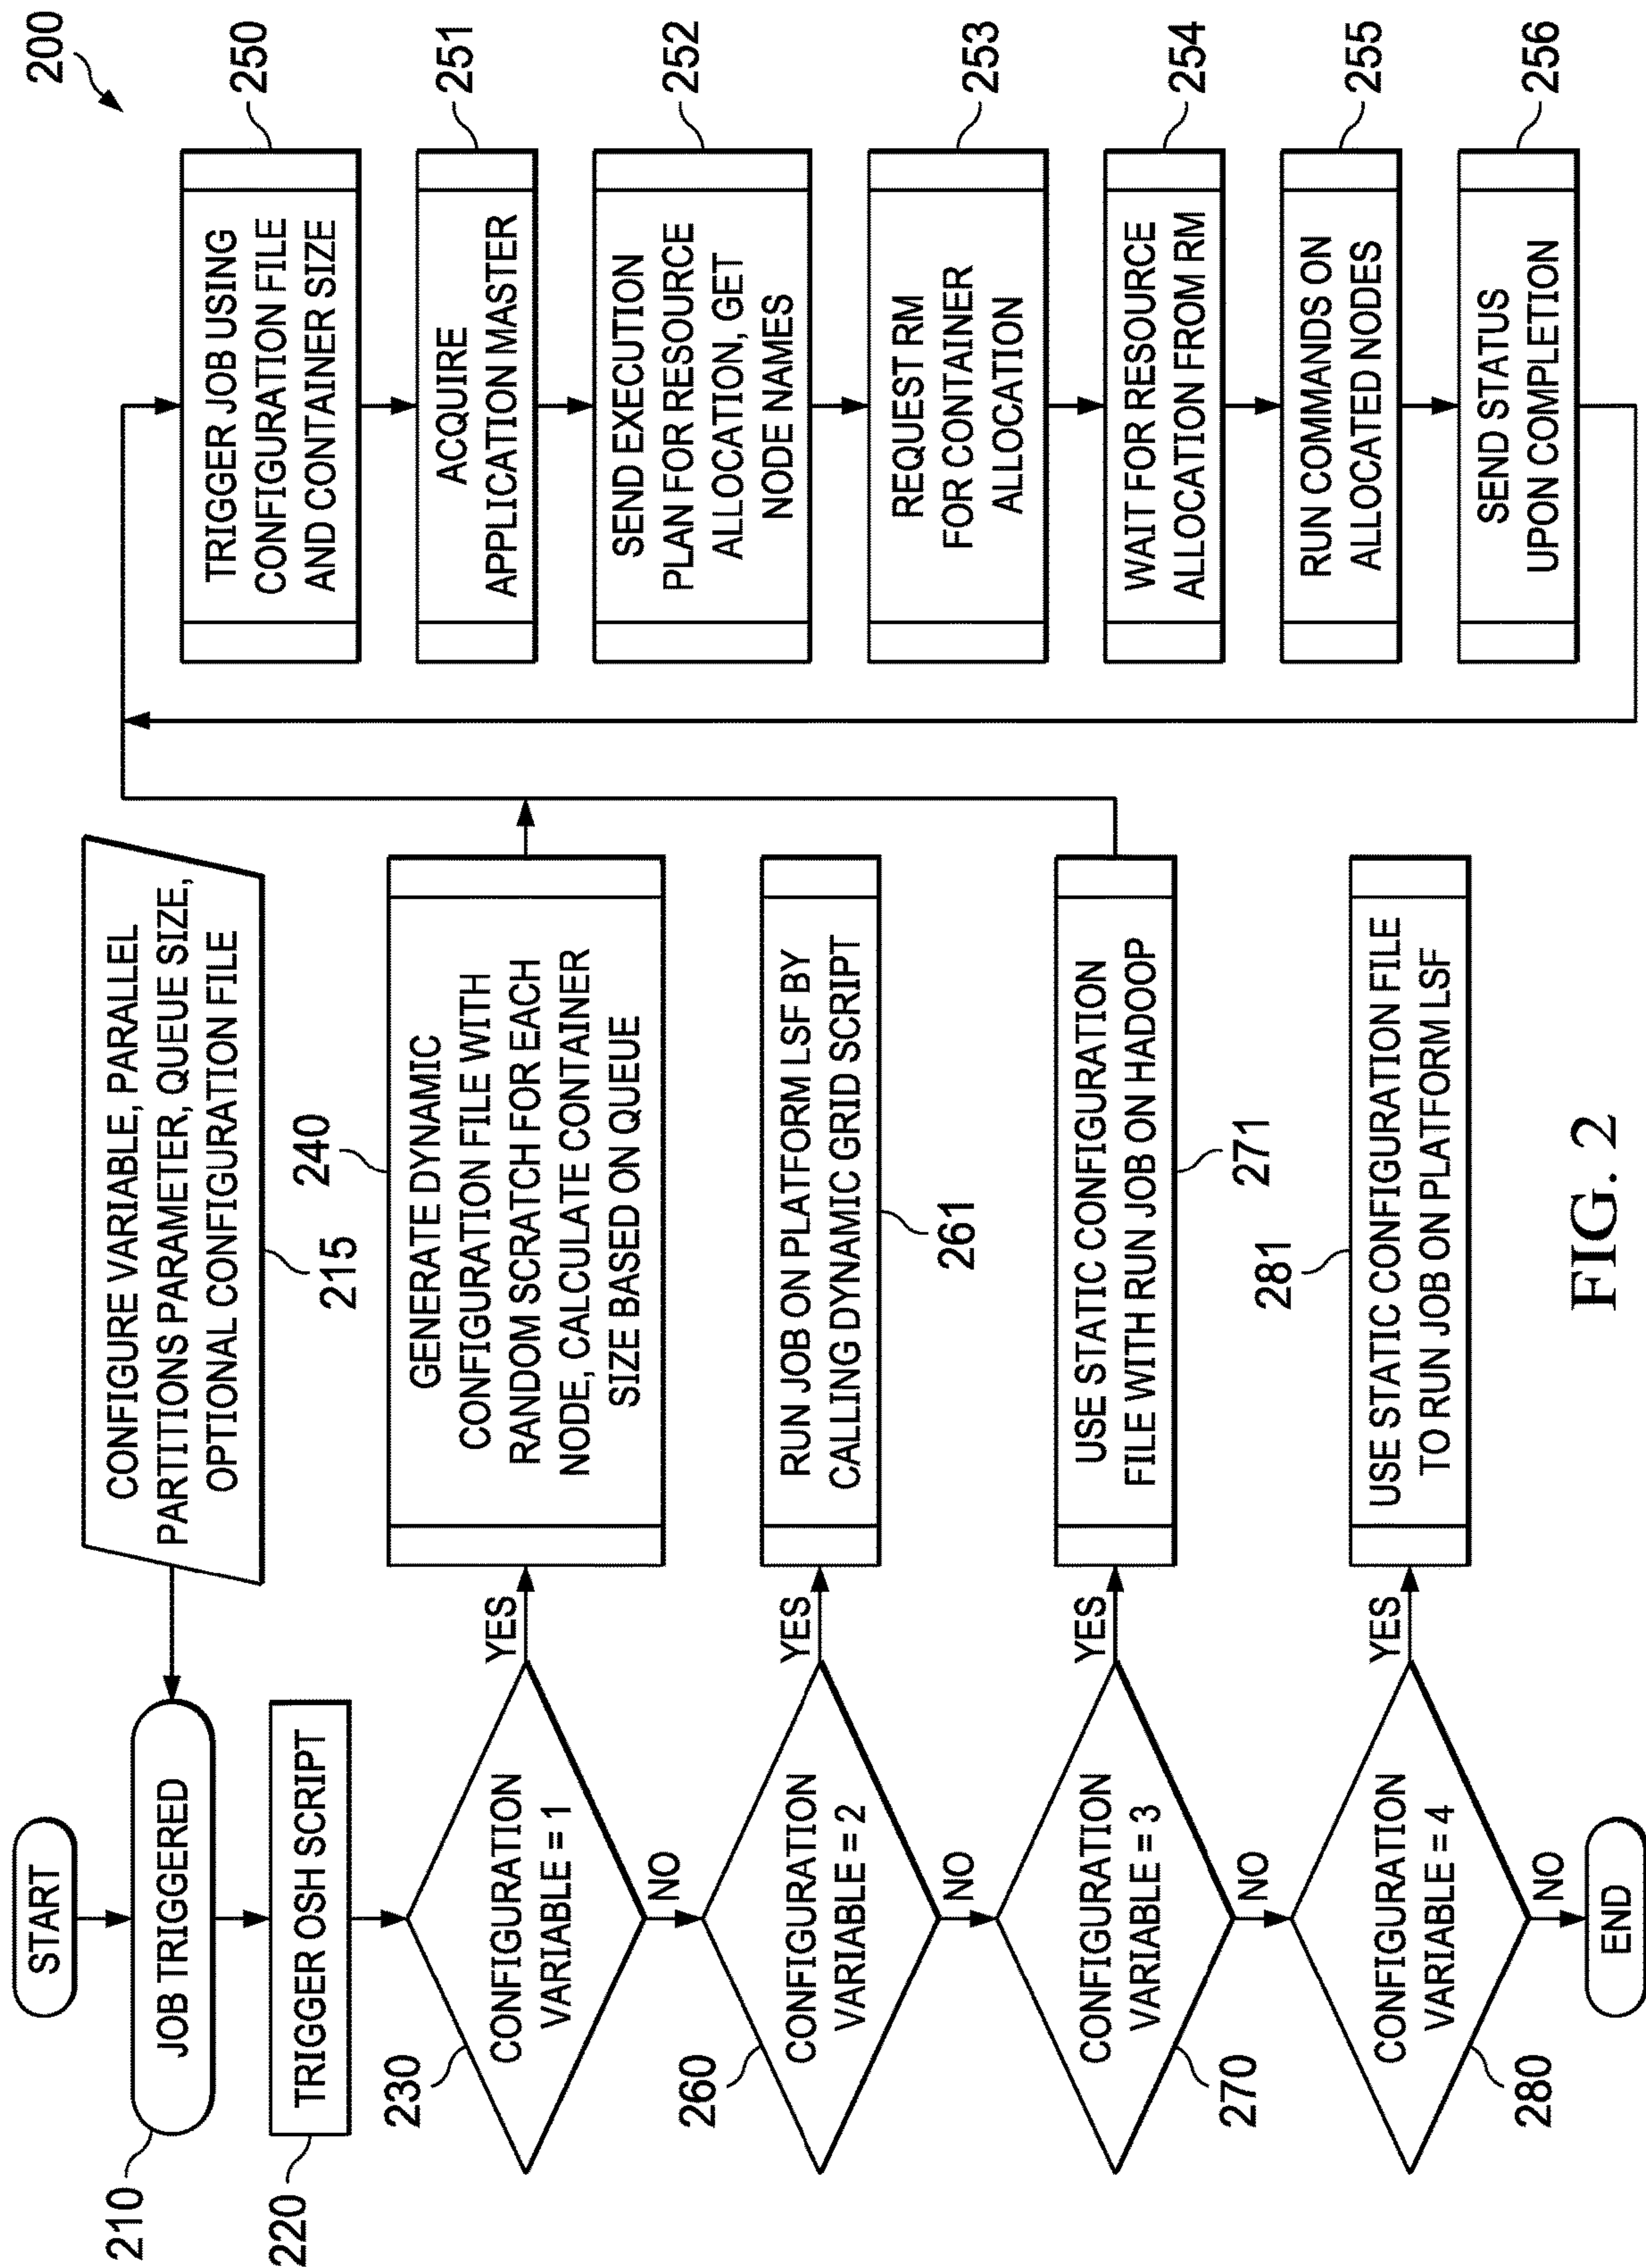 200
START
JOB TRIGGERED
210
CONFIGURE VARIABLE, PARALLEL
PARTITIONS PARAMETER, QUEUE SIZE,
OPTIONAL CONFIGURATION FILE
215
TRIGGER OSH SCRIPT
220
CONFIGURATION
VARIABLE = 1
230
YES
NO
GENERATE DYNAMIC
CONFIGURATION FILE WITH
RANDOM SCRATCH FOR EACH
NODE, CALCULATE CONTAINER
SIZE BASED ON QUEUE
240
CONFIGURATION
VARIABLE = 2
260
YES
NO
RUN JOB ON PLATFORM LSF BY
CALLING DYNAMIC GRID SCRIPT
261
CONFIGURATION
VARIABLE = 3
270
YES
NO
USE STATIC CONFIGURATION
FILE WITH RUN JOB ON HADOOP
271
CONFIGURATION
VARIABLE = 4
280
YES
NO
USE STATIC CONFIGURATION FILE
TO RUN JOB ON PLATFORM LSF
281
END
TRIGGER JOB USING
CONFIGURATION FILE
AND CONTAINER SIZE
250
ACQUIRE
APPLICATION MASTER
251
SEND EXECUTION
PLAN FOR RESOURCE
ALLOCATION, GET
NODE NAMES
252
REQUEST RM
FOR CONTAINER
ALLOCATION
253
WAIT FOR RESOURCE
ALLOCATION FROM RM
254
RUN COMMANDS ON
ALLOCATED NODES
255
SEND STATUS
UPON COMPLETION
256
FIG. 2